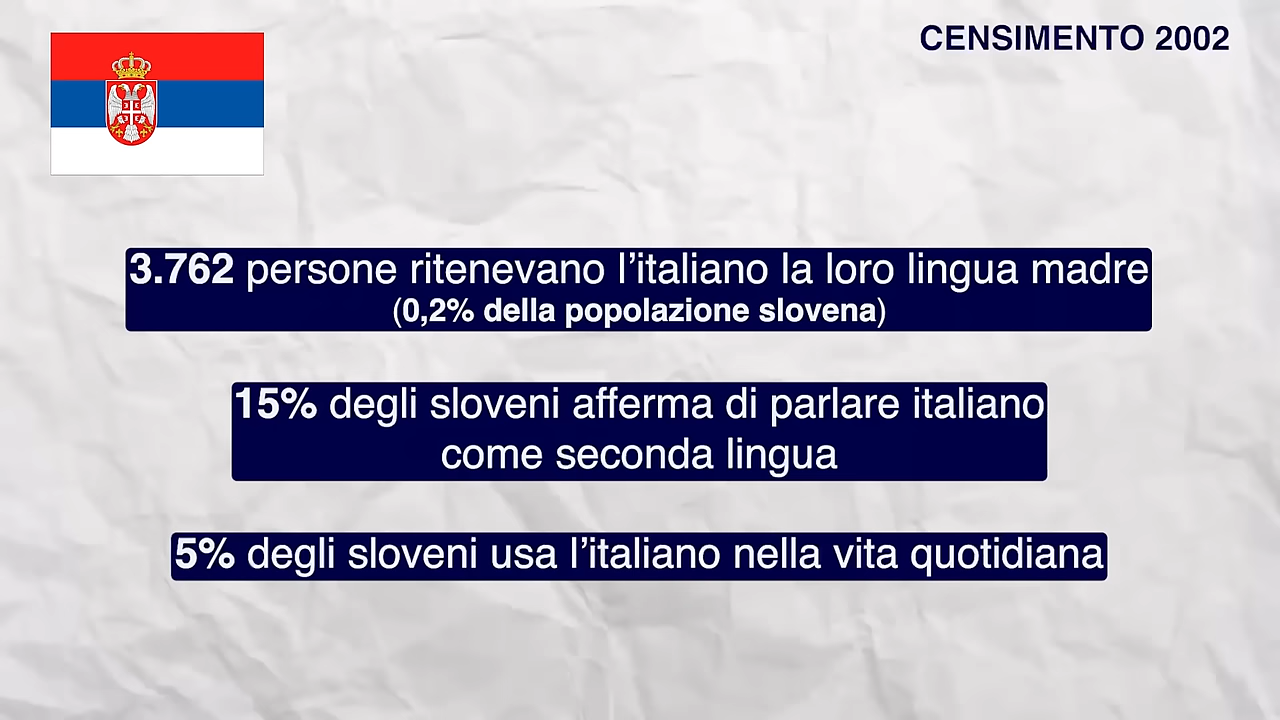 CENSIMENTO 2002
3.762 persone ritenevano l’italiano la loro lingua madre
(0,2% della popolazione slovena)
15% degli sloveni afferma di parlare italiano
come seconda lingua
5% degli sloveni usa l’italiano nella vita quotidiana